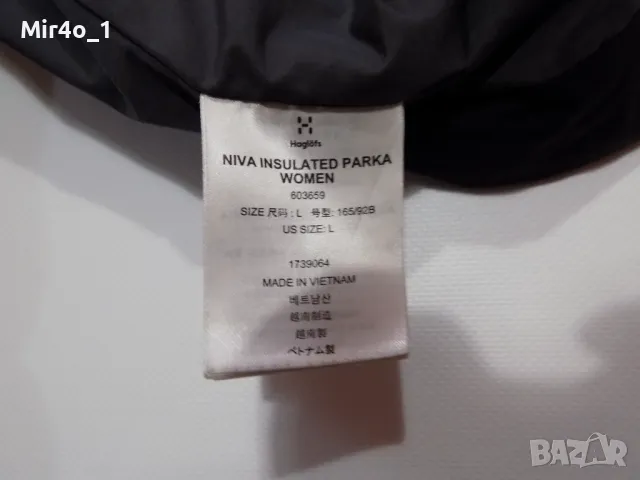 Mir4o_1
Haglöfs
NIVA INSULATED PARKA
WOMEN
603659
SIZE 尺码 : L 号型: 165/92B
US SIZE: L
1739064
MADE IN VIETNAM
베트남산
越南制造
越南製
ベトナム製
BAZAR